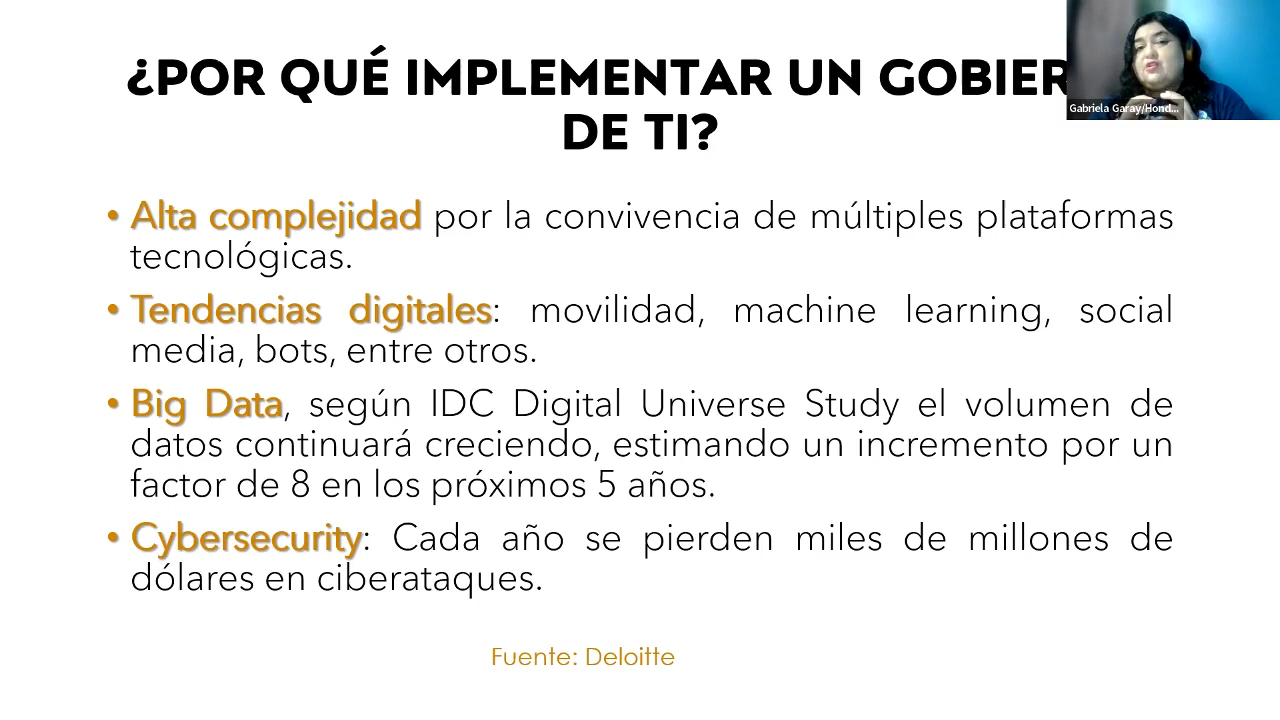 ¿POR QUÉ IMPLEMENTAR UN GOBIER
DE TI?
Gabriela Garay/Hond...
• Alta complejidad por la convivencia de múltiples plataformas
tecnológicas.
• Tendencias digitales: movilidad, machine learning, social
media, bots, entre otros.
• Big Data, según IDC Digital Universe Study el volumen de
datos continuará creciendo, estimando un incremento por un
factor de 8 en los próximos 5 años.
• Cybersecurity: Cada año se pierden miles de millones de
dólares en ciberataques.
Fuente: Deloitte